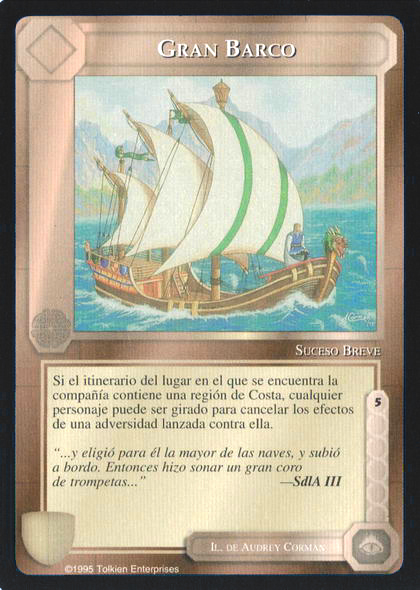 GRAN BARCO
SUCESO BREVE
Si el itinerario del lugar en el que se encuentra la
compañía contiene una región de Costa, cualquier
personaje puede ser girado para cancelar los efectos
de una adversidad lanzada contra ella.
5
“...y eligió para él la mayor de las naves, y subió
a bordo. Entonces hizo sonar un gran coro
de trompetas...” —SdlA III
IL. DE AUDREY CORMAN
©1995 Tolkien Enterprises